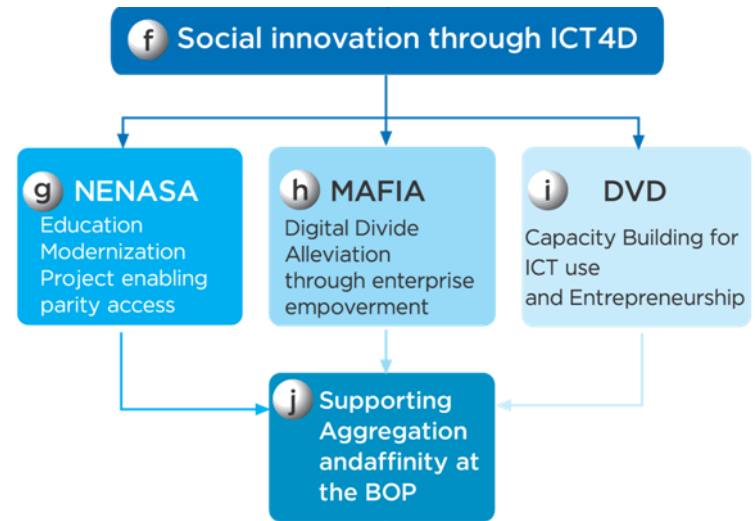 f Social innovation through ICT4D
g NENASA
Education
Modernization
Project enabling
parity access
h MAFIA
Digital Divide
Alleviation
through enterprise
empoverment
i DVD
Capacity Building for
ICT use
and Entrepreneurship
j Supporting
Aggregation
andaffinity at
the BOP